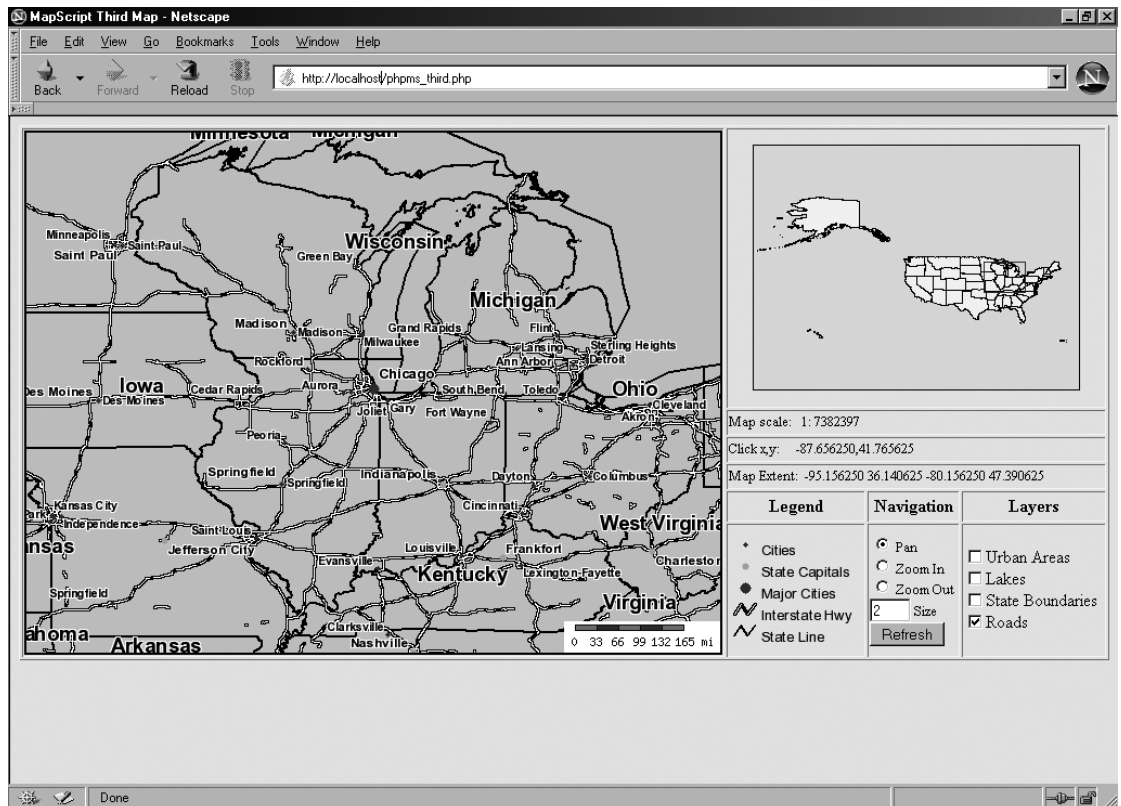 MapScript Third Map - Netscape
File Edit View Go Bookmarks Tools Window Help
Back Forward Reload Stop
http://localhost/phpms_third.php
Minnesota Michigan
Minneapolis
Saint Paul
Saint Paul
Wisconsin
Green Bay
Michigan
Madison
Madison
Grand Rapids
Flint
Milwaukee
Lansing
Sterling Heights
Rockford
Ann Arbor
Detroit
Chicago
Des Moines
Iowa
Cedar Rapids
Aurora
South Bend
Toledo
Ohio
Des Moines
Joliet
Gary
Fort Wayne
Cleveland
Akron
Peoria
Springfield
Springfield
Indianapolis
Dayton
Columbus
Kansas City
Park
Independence
Cincinnati
Saint Louis
West Virginia
nsas
Jefferson City
Louisville
Frankfort
Evansville
Charleston
Kentucky
Lexington-Fayette
Springfield
Virginia
Clarksville
ahoma
Arkansas
Nashville
0 33 66 99 132 165 mi
Map scale: 1: 7382397
Click x,y: -87.656250,41.765625
Map Extent: -95.156250 36.140625 -80.156250 47.390625
Legend
Cities
State Capitals
Major Cities
Interstate Hwy
State Line
Navigation
Pan
Zoom In
Zoom Out
2 Size
Refresh
Layers
Urban Areas
Lakes
State Boundaries
Roads
Done